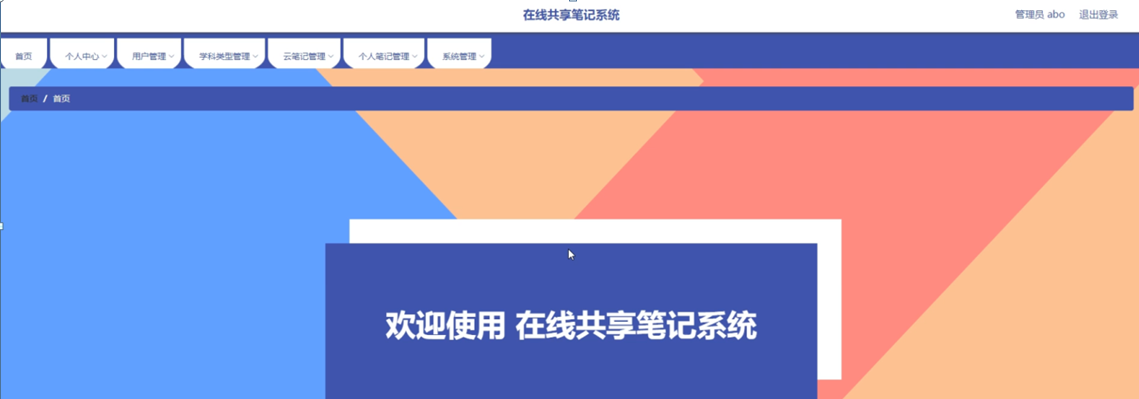 在线共享笔记系统
管理员 abo 退出登录
首页 个人中心 用户管理 学科类型管理 云笔记管理 个人笔记管理 系统管理
首页 / 首页
欢迎使用 在线共享笔记系统